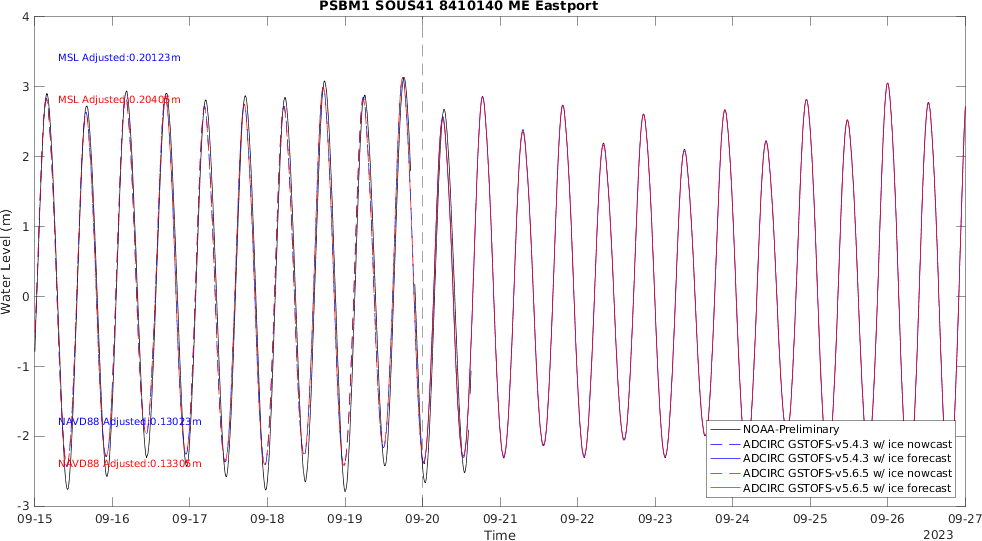 PSBM1 SOUS41 8410140 ME Eastport
Water Level (m)
4
3
2
1
0
-1
-2
-3
MSL Adjusted:0.20123m
MSL Adjusted:0.20405m
NAVD88 Adjusted:0.13023m
NAVD88 Adjusted:0.13305m
NOAA-Preliminary
ADCIRC GSTOFS-v5.4.3 w/ ice nowcast
ADCIRC GSTOFS-v5.4.3 w/ ice forecast
ADCIRC GSTOFS-v5.6.5 w/ ice nowcast
ADCIRC GSTOFS-v5.6.5 w/ ice forecast
09-15 09-16 09-17 09-18 09-19 09-20 09-21 09-22 09-23 09-24 09-25 09-26 09-27
Time
2023